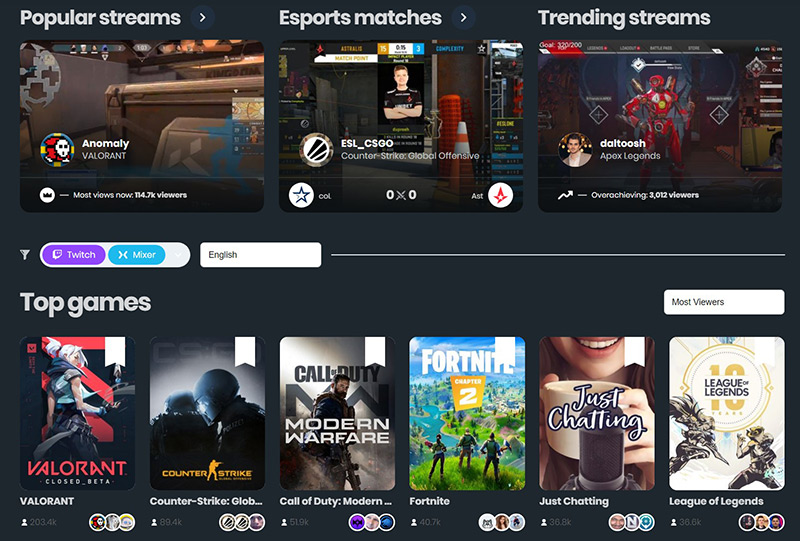 Popular streams
Esports matches
Trending streams
ASTRALIS 15 0:15 3 COMPLEXITY
MATCH POINT
Goal: 320/200
Anomaly
VALORANT
ESL_CSGO
Counter-Strike: Global Offensive
daltoosh
Apex Legends
Most views now: 114.7k viewers
col.
0 0
Ast
Overachieving: 3,012 viewers
Twitch
Mixer
English
Top games
Most Viewers
VALORANT
CLOSED_BETA
COUNTER STRIKE
GLOBAL OFFENSIVE
CALL OF DUTY
MODERN
WARFARE
FORTNITE
CHAPTER
2
Just
Chatting
LEAGUE OF
LEGENDS
10
YEARS
VALORANT
Counter-Strike: Glob...
Call of Duty: Modern ...
Fortnite
Just Chatting
League of Legends
203.4k
89.4k
51.9k
40.7k
36.8k
36.6k